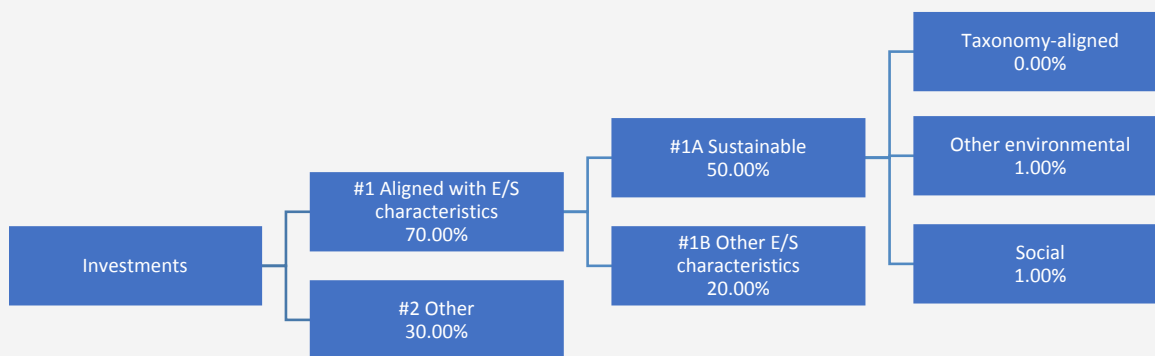 Investments
#1 Aligned with E/S
characteristics
70.00%
#2 Other
30.00%
#1A Sustainable
50.00%
#1B Other E/S
characteristics
20.00%
Taxonomy-aligned
0.00%
Other environmental
1.00%
Social
1.00%